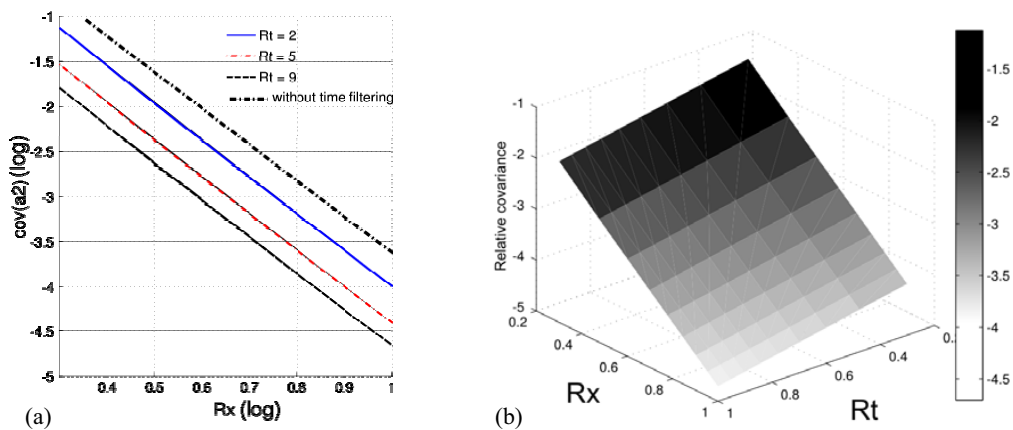 -1
-1.5
-2
-2.5
-3
-3.5
-4
-4.5
-5
cov(a2) (log)
0.4 0.5 0.6 0.7 0.8 0.9 1
Rx (log)
Rt = 2
Rt = 5
Rt = 9
without time filtering
(a)
-1
-2
-3
-4
-5
Relative covariance
0.2
0.4
0.6
0.8
1
Rx
1
0.8
0.6
0.4
Rt
-1.5
-2
-2.5
-3
-3.5
-4
-4.5
(b)